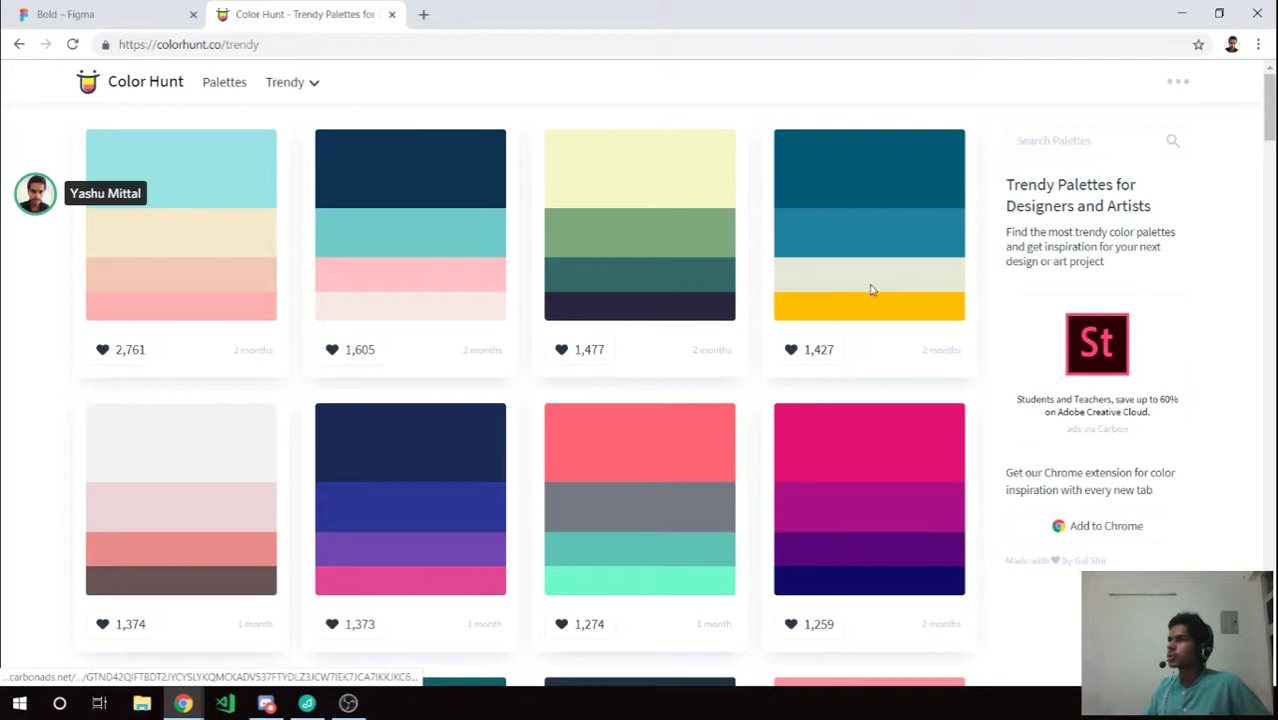 Bold – Figma
Color Hunt - Trendy Palettes for
https://colorhunt.co/trendy
Color Hunt
Palettes
Trendy
Yashu Mittal
2,761
2 months
1,605
2 months
1,477
2 months
1,427
2 months
Search Palettes
Trendy Palettes for
Designers and Artists
Find the most trendy color palettes
and get inspiration for your next
design or art project
St
Students and Teachers, save up to 60%
on Adobe Creative Cloud.
ads via Carbon
1,374
1 month
1,373
1 month
1,274
1 month
1,259
2 months
Get our Chrome extension for color
inspiration with every new tab
Add to Chrome
Made with ♥ by Gal Shir